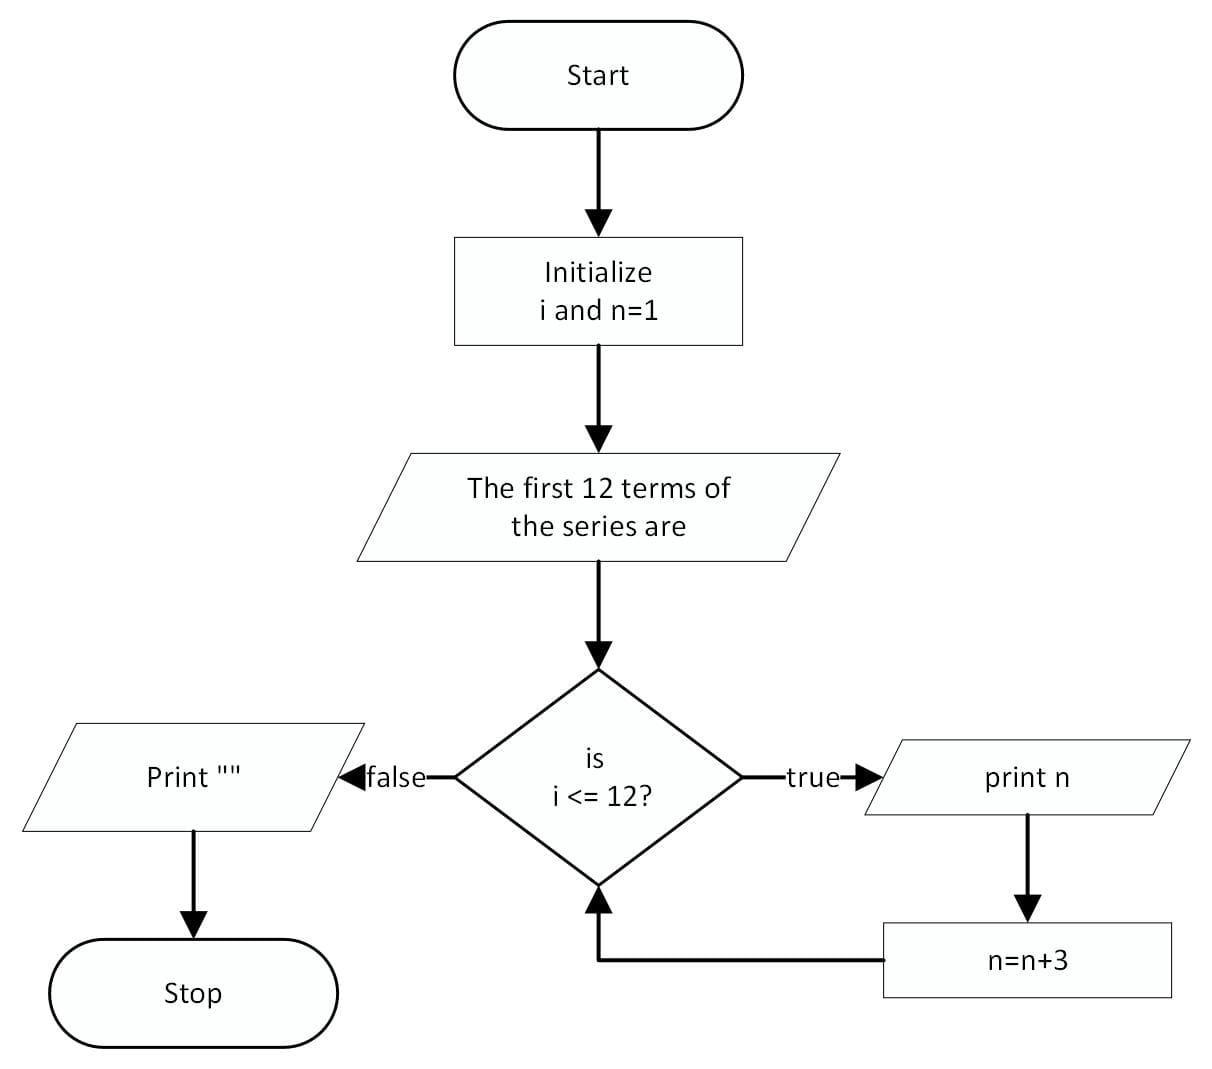 Start
Initialize
i and n=1
The first 12 terms of
the series are
is
i <= 12?
false
true
Print ""
print n
n=n+3
Stop